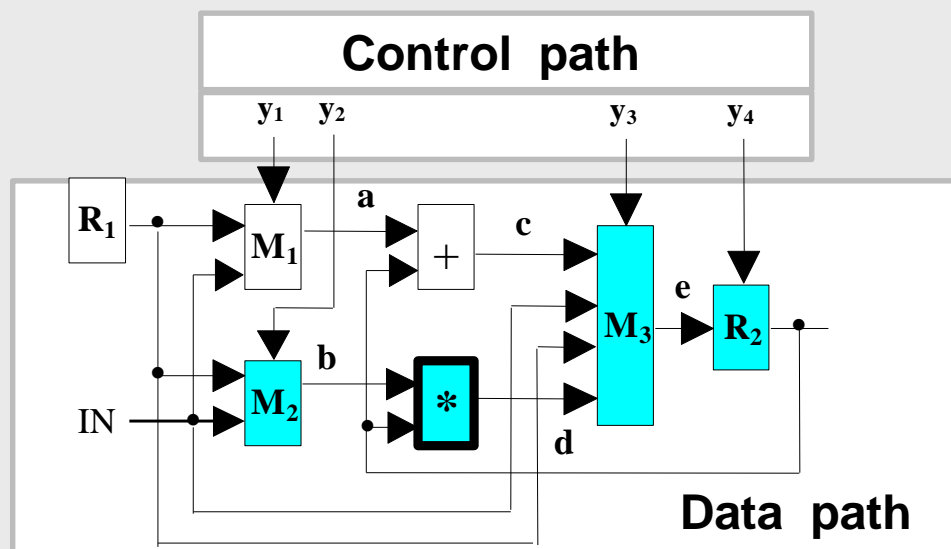 Control path
y1 y2 y3 y4
R1
M1
a
+
c
e
M3
R2
b
M2
*
IN
d
Data path